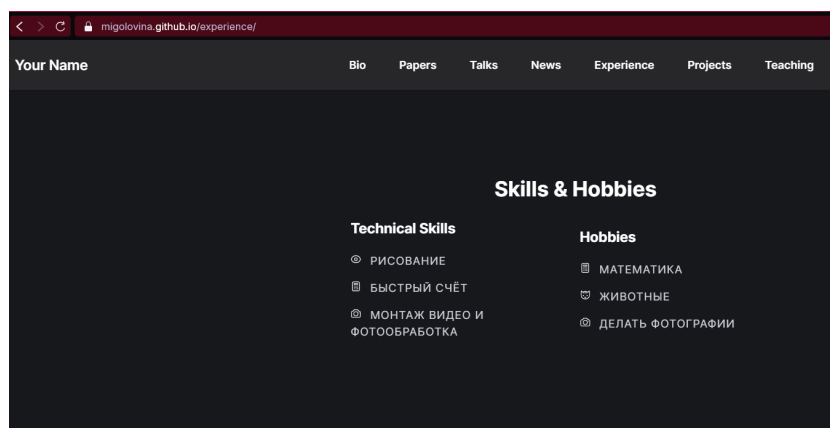 migolovina.github.io/experience/
Your Name
Bio Papers Talks News Experience Projects Teaching
Skills & Hobbies
Technical Skills
РИСОВАНИЕ
БЫСТРЫЙ СЧЁТ
МОНТАЖ ВИДЕО И
ФОТООБРАБОТКА
Hobbies
МАТЕМАТИКА
ЖИВОТНЫЕ
ДЕЛАТЬ ФОТОГРАФИИ